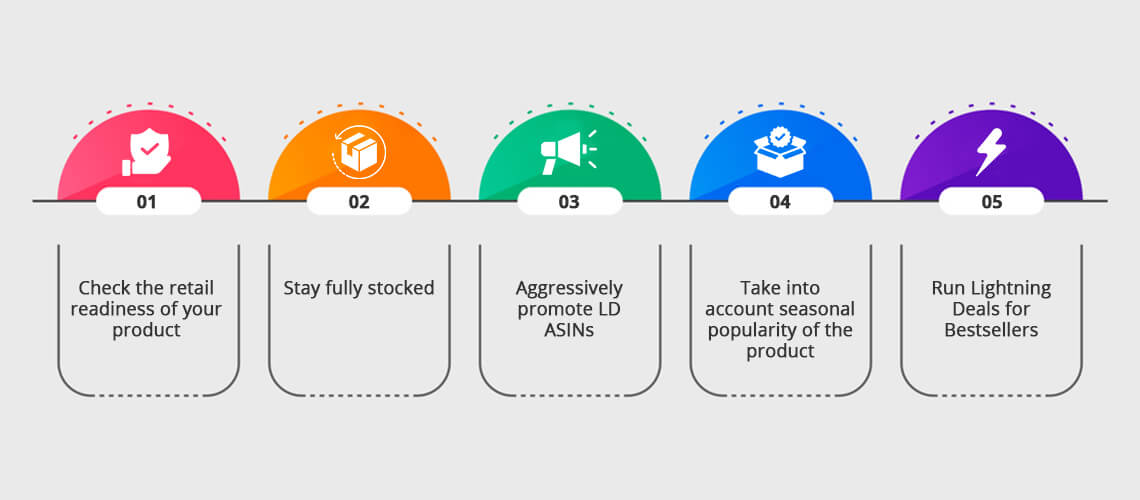 01
Check the retail
readiness of your
product
02
Stay fully stocked
03
Aggressively
promote LD
ASINs
04
Take into
account seasonal
popularity of the
product
05
Run Lightning
Deals for
Bestsellers